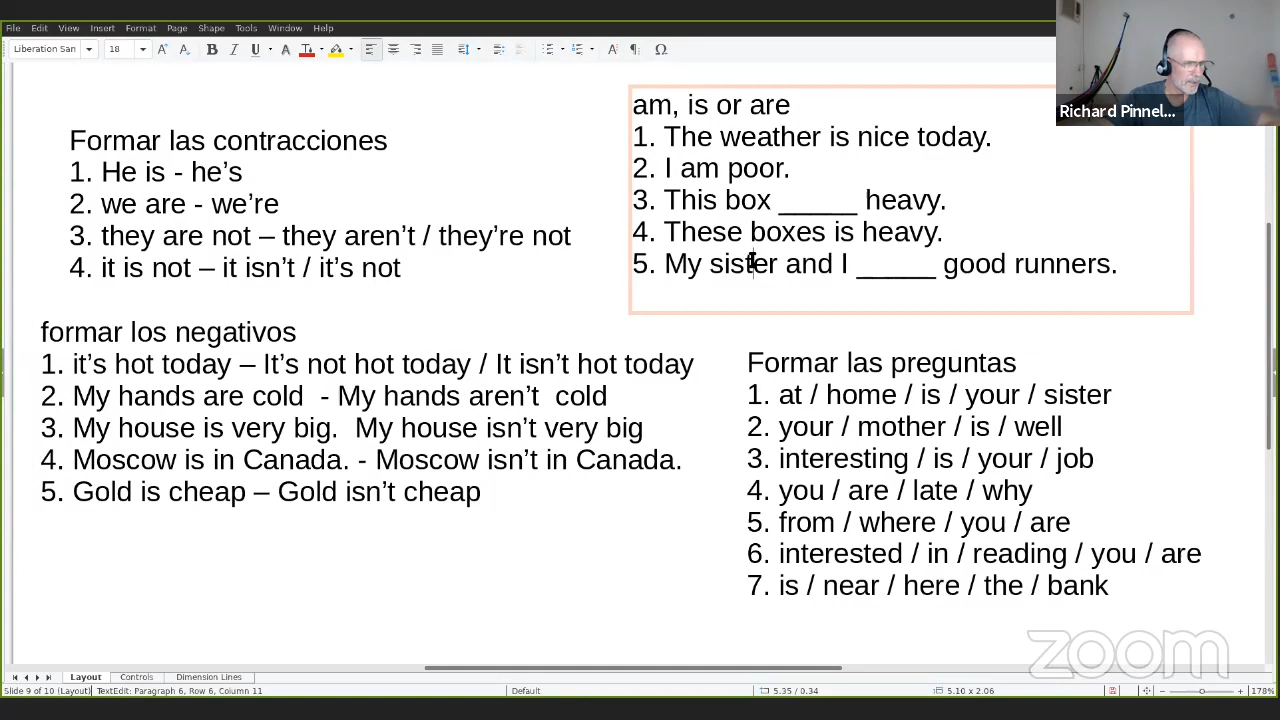 File Edit View Insert Format Page Shape Tools Window Help
Liberation San 18
Richard Pinnel...
Formar las contracciones
1. He is - he’s
2. we are - we’re
3. they are not – they aren’t / they’re not
4. it is not – it isn’t / it’s not
am, is or are
1. The weather is nice today.
2. I am poor.
3. This box _____ heavy.
4. These boxes is heavy.
5. My sister and I _____ good runners.
formar los negativos
1. it’s hot today – It’s not hot today / It isn’t hot today
2. My hands are cold  - My hands aren’t  cold
3. My house is very big.  My house isn’t very big
4. Moscow is in Canada. - Moscow isn’t in Canada.
5. Gold is cheap – Gold isn’t cheap
Formar las preguntas
1. at / home / is / your / sister
2. your / mother / is / well
3. interesting / is / your / job
4. you / are / late / why
5. from / where / you / are
6. interested / in / reading / you / are
7. is / near / here / the / bank
zoom
Layout Controls Dimension Lines
Slide 9 of 10 (Layout) TextEdit: Paragraph 6, Row 6, Column 11 Default 5.35 / 0.34 5.10 x 2.06 178%